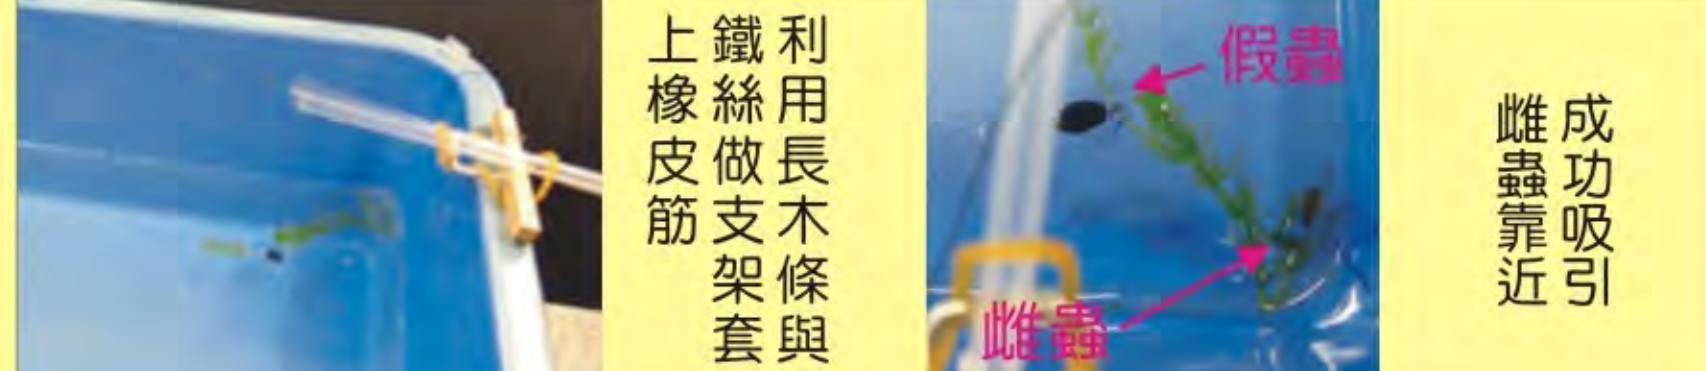 利用長木條與
鐵絲做支架套
上橡皮筋
假蟲
雌蟲
成功吸引
雌蟲靠近